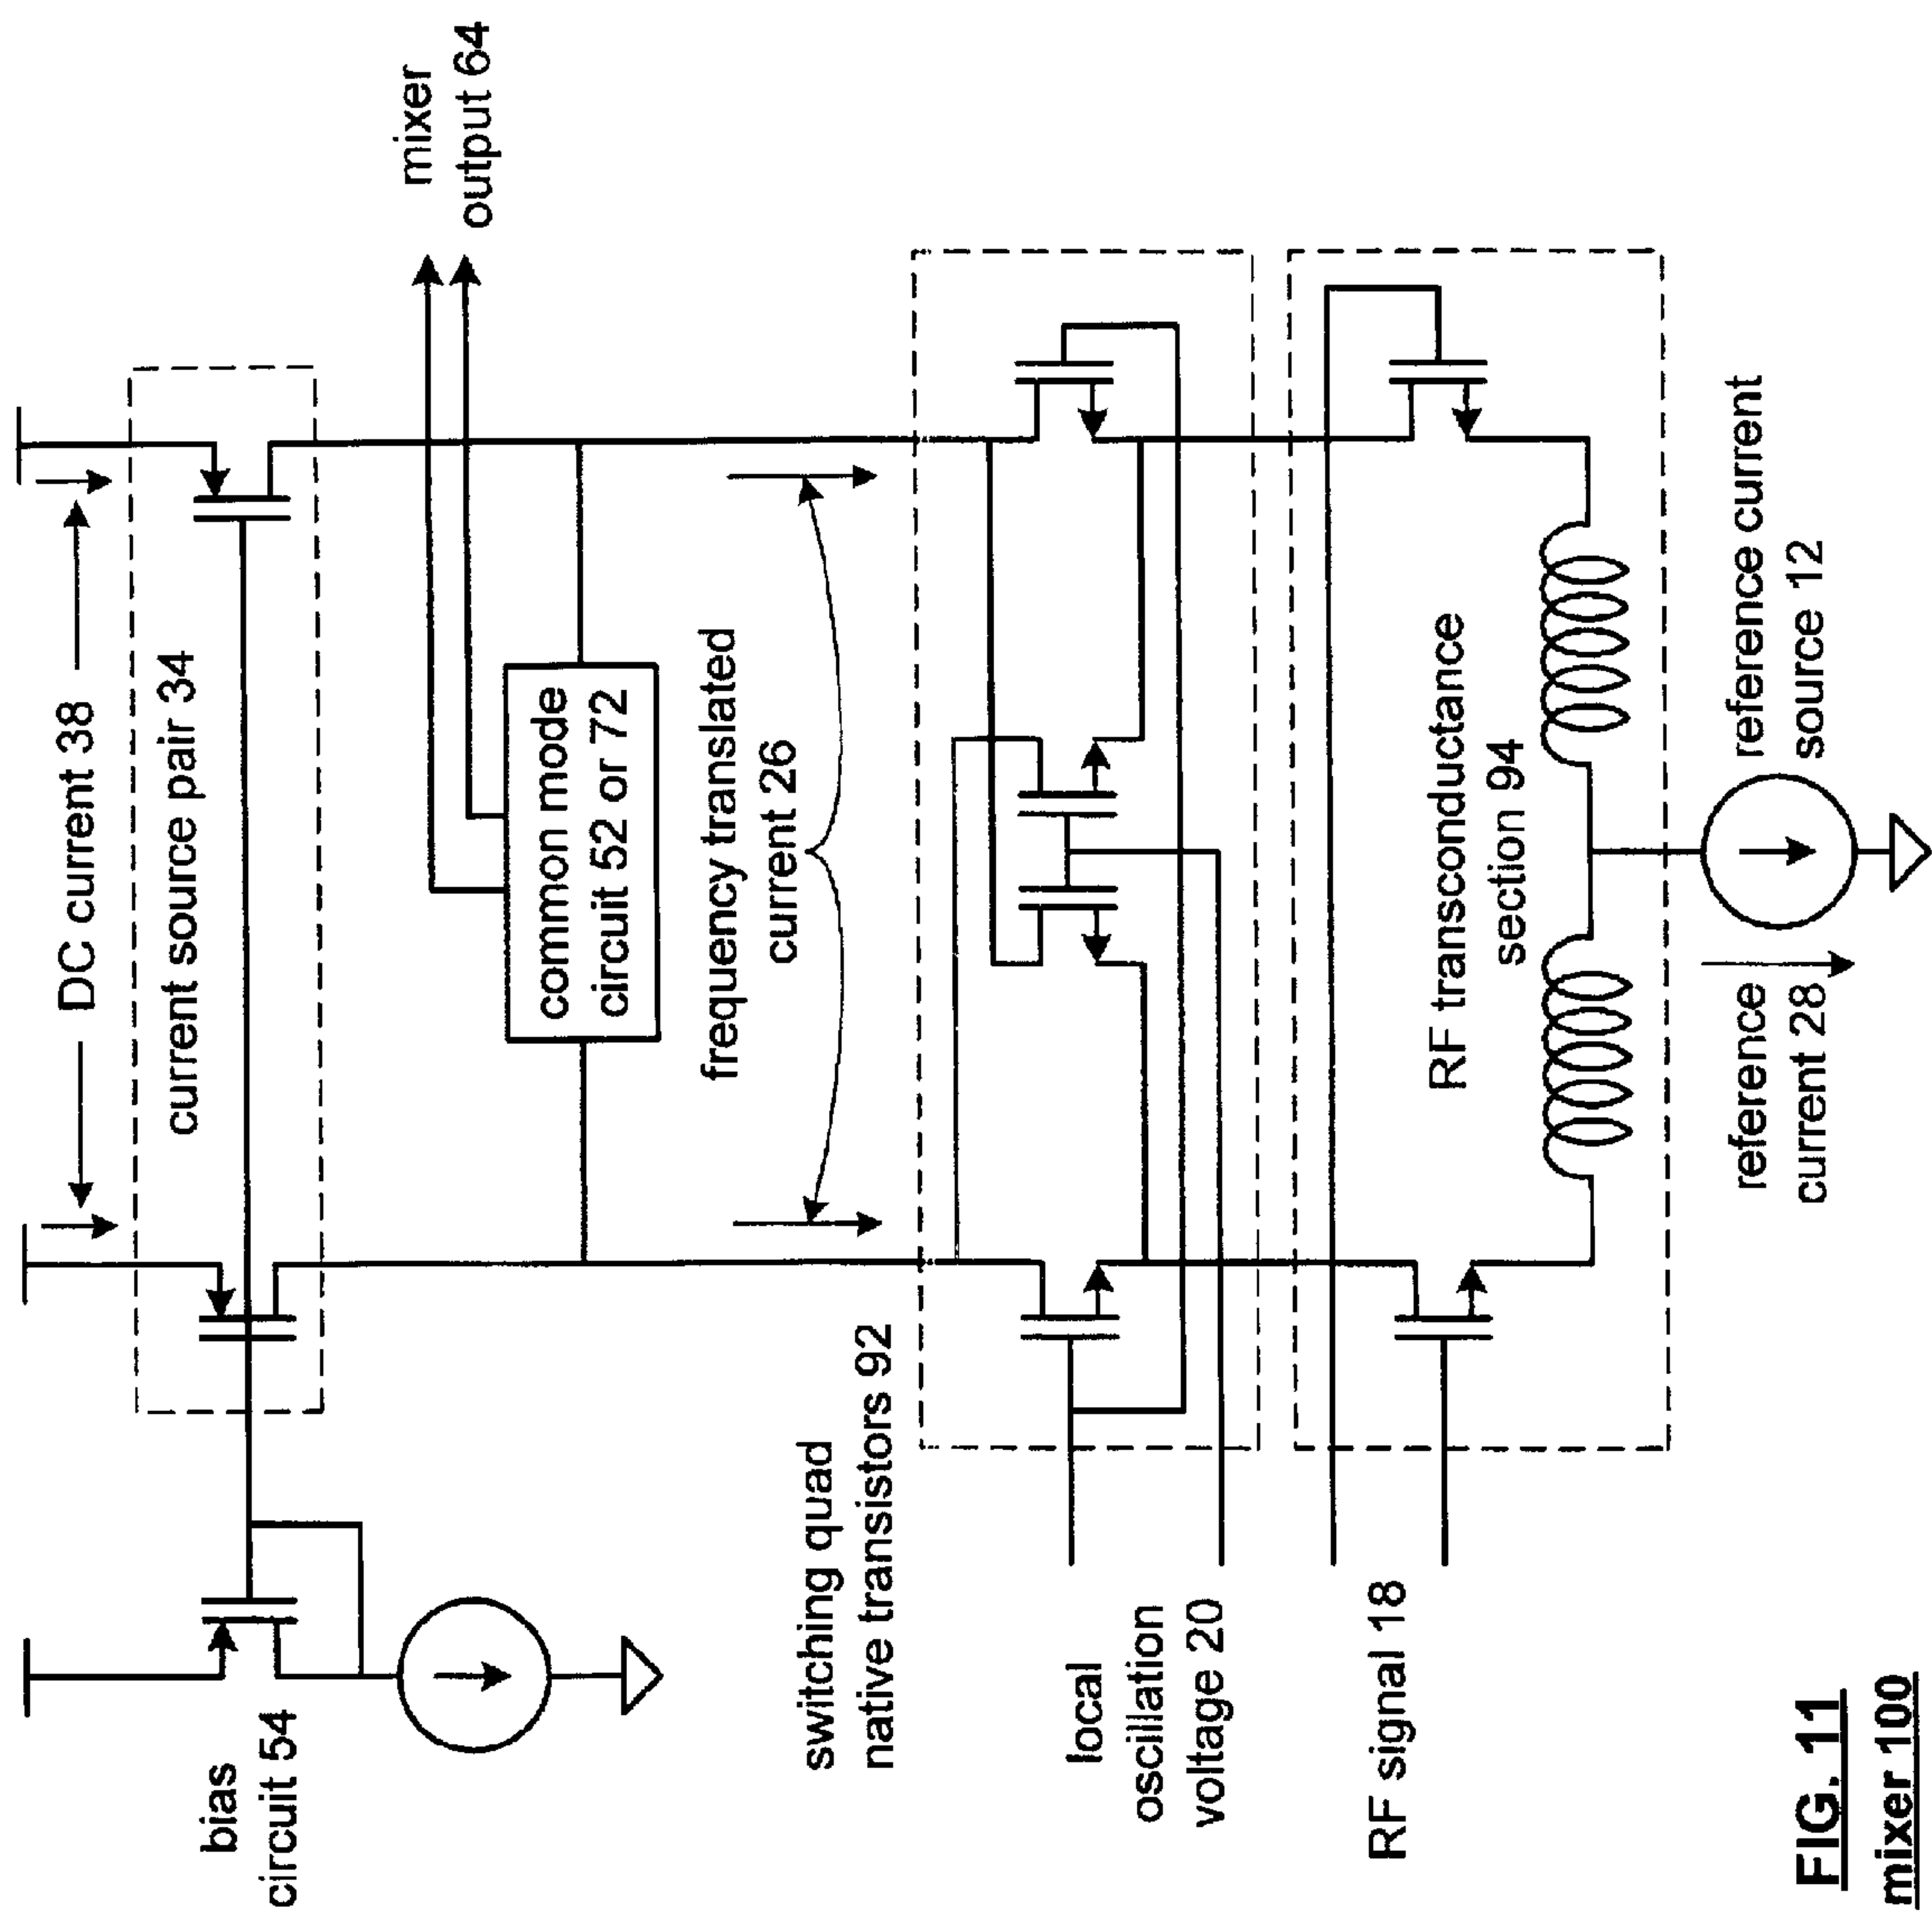 DC current 38
current source pair 34
bias
circuit 54
mixer
output 64
common mode
circuit 52 or 72
frequency translated
current 26
switching quad
native transistors 92
local
oscillation
voltage 20
RF signal 18
RF transconductance
section 94
reference
current 28
reference current
source 12
FIG. 11
mixer 100